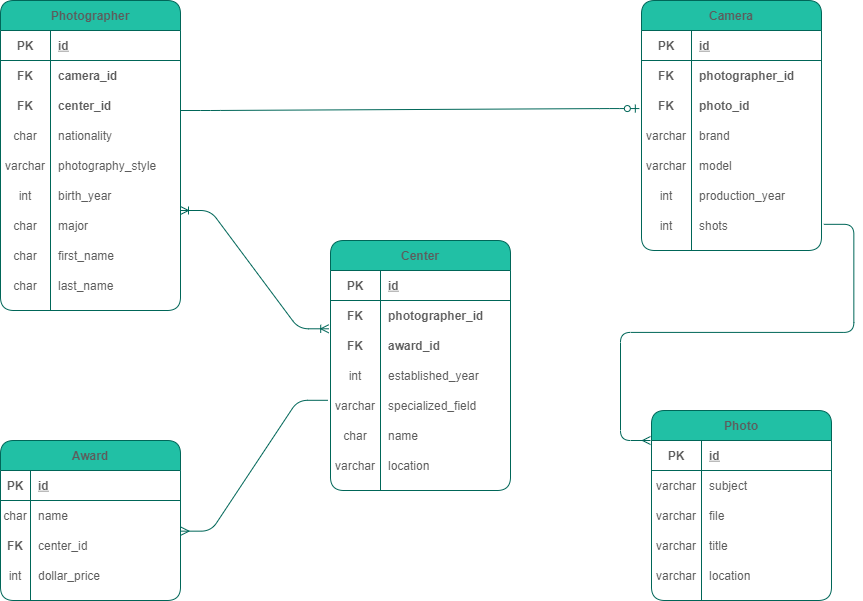 Photographer
PK id
FK camera_id
FK center_id
char nationality
varchar photography_style
int birth_year
char major
char first_name
char last_name
Camera
PK id
FK photographer_id
FK photo_id
varchar brand
varchar model
int production_year
int shots
Center
PK id
FK photographer_id
FK award_id
int established_year
varchar specialized_field
char name
varchar location
Award
PK id
char name
FK center_id
int dollar_price
Photo
PK id
varchar subject
varchar file
varchar title
varchar location